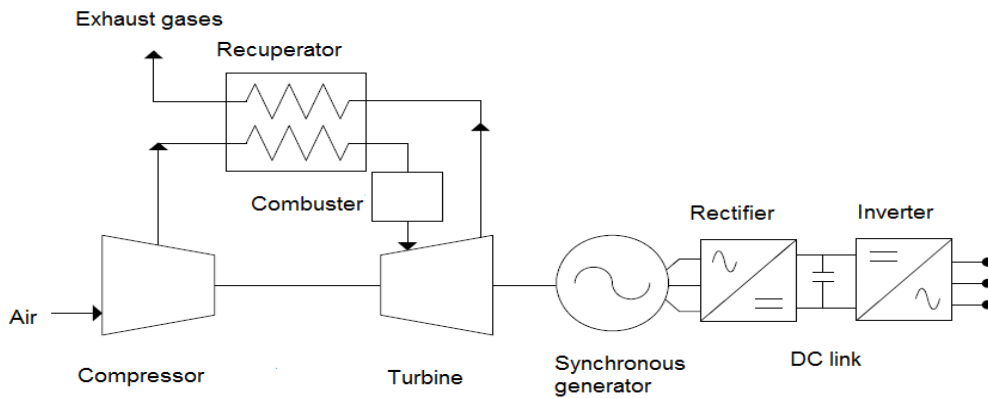 Exhaust gases
Recuperator
Combuster
Rectifier
Inverter
Air
Compressor
Turbine
Synchronous
generator
DC link